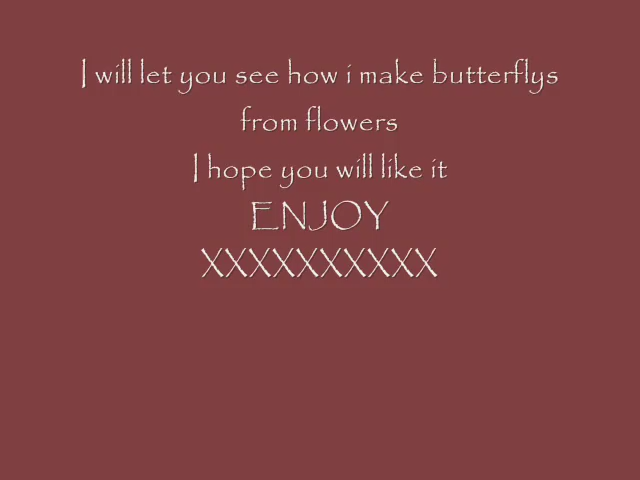 I will let you see how i make butterflys
from flowers
I hope you will like it
ENJOY
XXXXXXXXXX